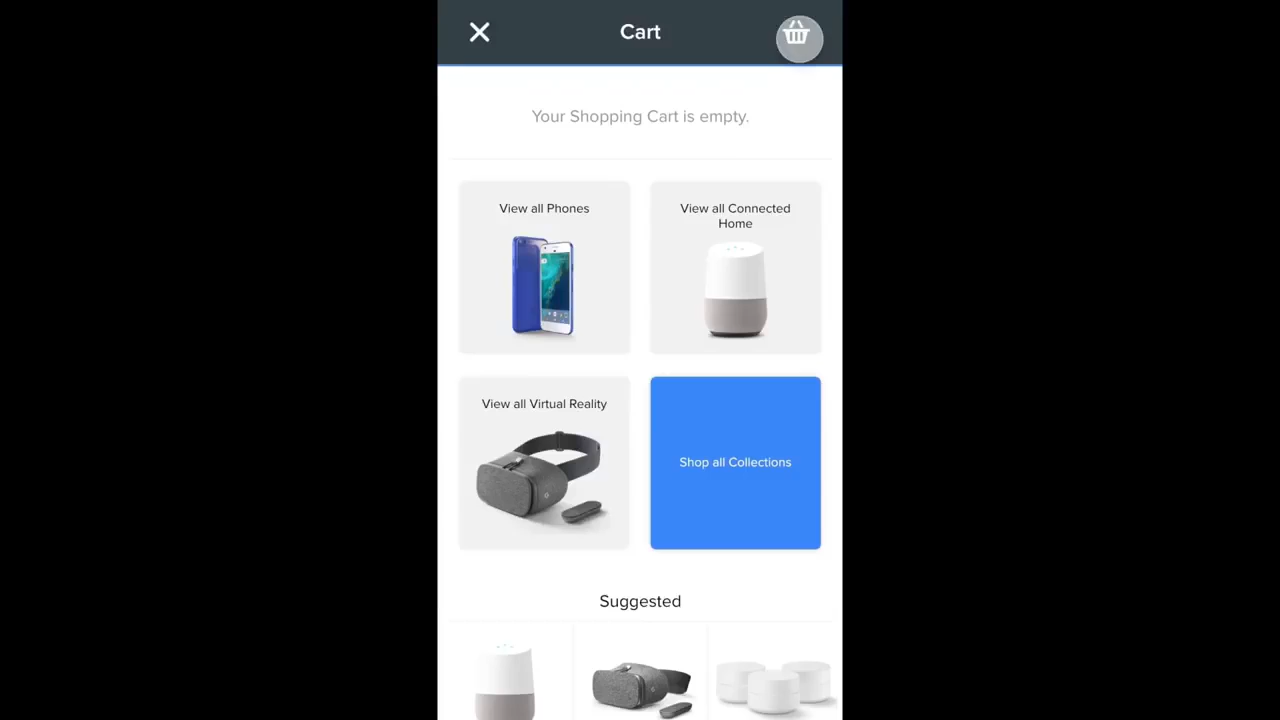 Cart
Your Shopping Cart is empty.
View all Phones
View all Connected
Home
View all Virtual Reality
Shop all Collections
Suggested